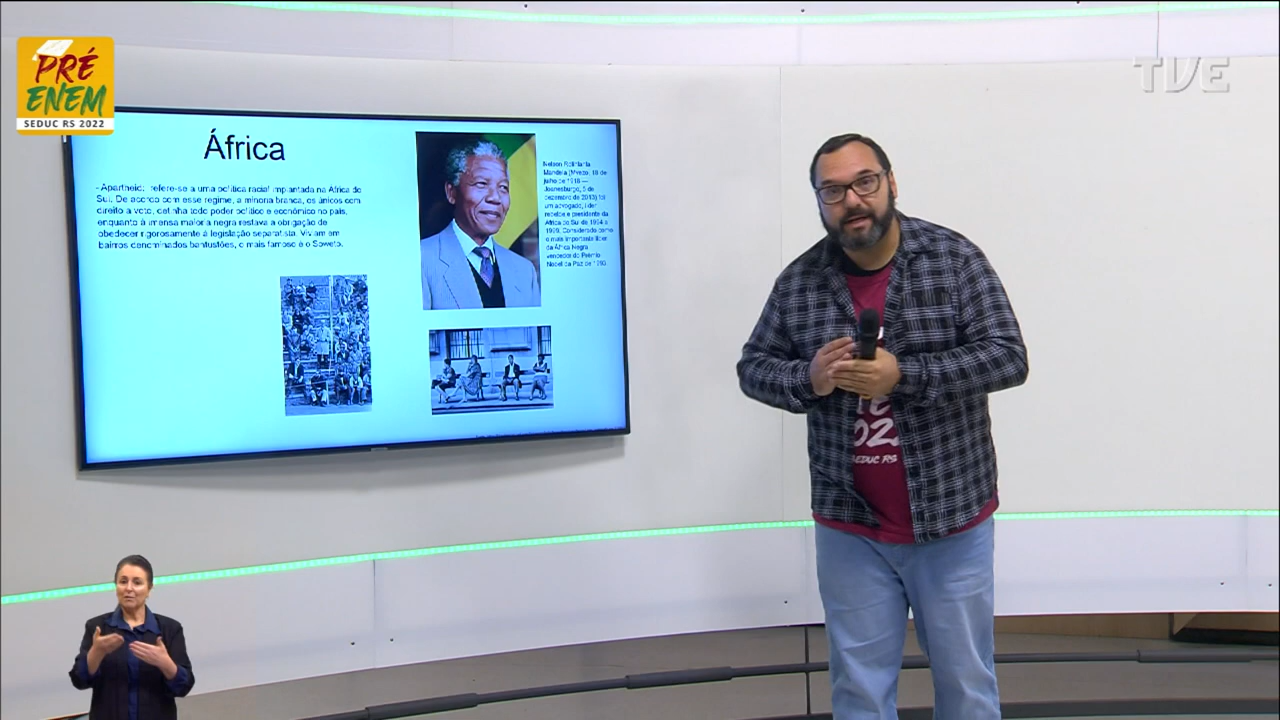 PRÉ
ENEM
SEDUC RS 2022
TVE
África
- Apartheid: refere-se a uma política racial implantada na África do
Sul. De acordo com esse regime, a minoria branca, os únicos com
direito a voto, detinha todo poder político e econômico no país,
enquanto à imensa maioria negra restava a obrigação de
obedecer rigorosamente à legislação separatista. Viviam em
bairros denominados bantustões, o mais famoso é o Soweto.
Nelson Rolihlahla
Mandela (Mvezo, 18 de
julho de 1918 —
Joanesburgo, 5 de
dezembro de 2013) foi
um advogado, líder
rebelde e presidente da
África do Sul de 1994 a
1999. Considerado como
o mais importante líder
da África Negra
vencedor do Prêmio
Nobel da Paz de 1993.
SEDUC RS